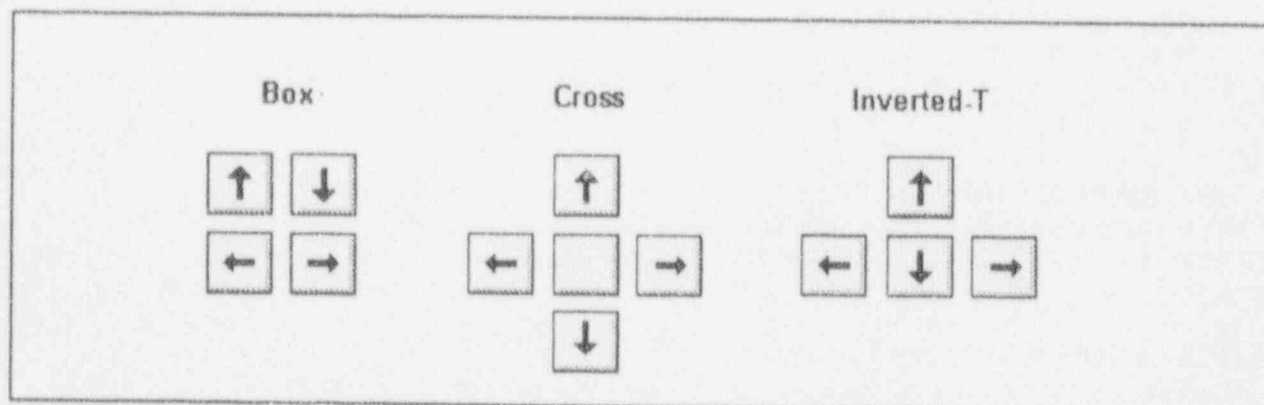 Box Cross Inverted-T
↑ ↓ ↑ ↑
← → ← → ← ↓ →
↓